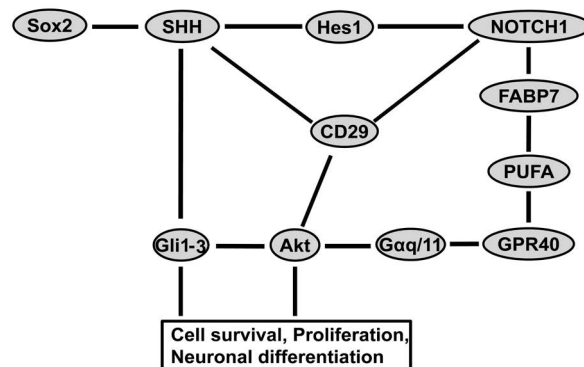 Sox2
SHH
Hes1
NOTCH1
FABP7
CD29
PUFA
Gli1-3
Akt
Gαq/11
GPR40
Cell survival, Proliferation,
Neuronal differentiation